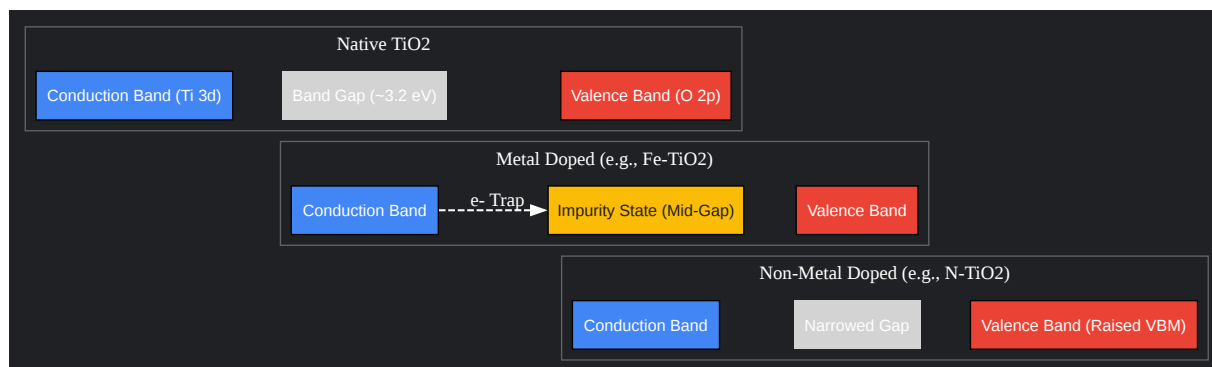 Native TiO2
Conduction Band (Ti 3d)
Band Gap (~3.2 eV)
Valence Band (O 2p)
Metal Doped (e.g., Fe-TiO2)
Conduction Band
e- Trap
Impurity State (Mid-Gap)
Valence Band
Non-Metal Doped (e.g., N-TiO2)
Conduction Band
Narrowed Gap
Valence Band (Raised VBM)